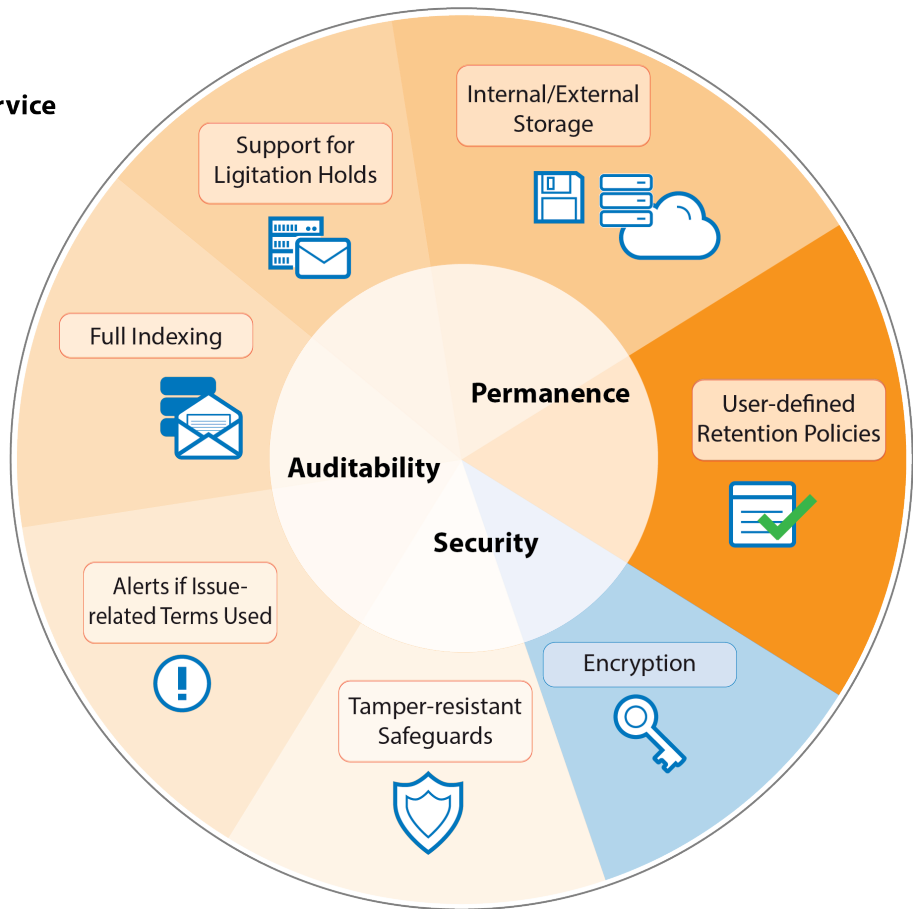 Internal/External
Storage
Support for
Ligitation Holds
Full Indexing
Permanence
User-defined
Retention Policies
Auditability
Security
Alerts if Issue-
related Terms Used
Encryption
Tamper-resistant
Safeguards